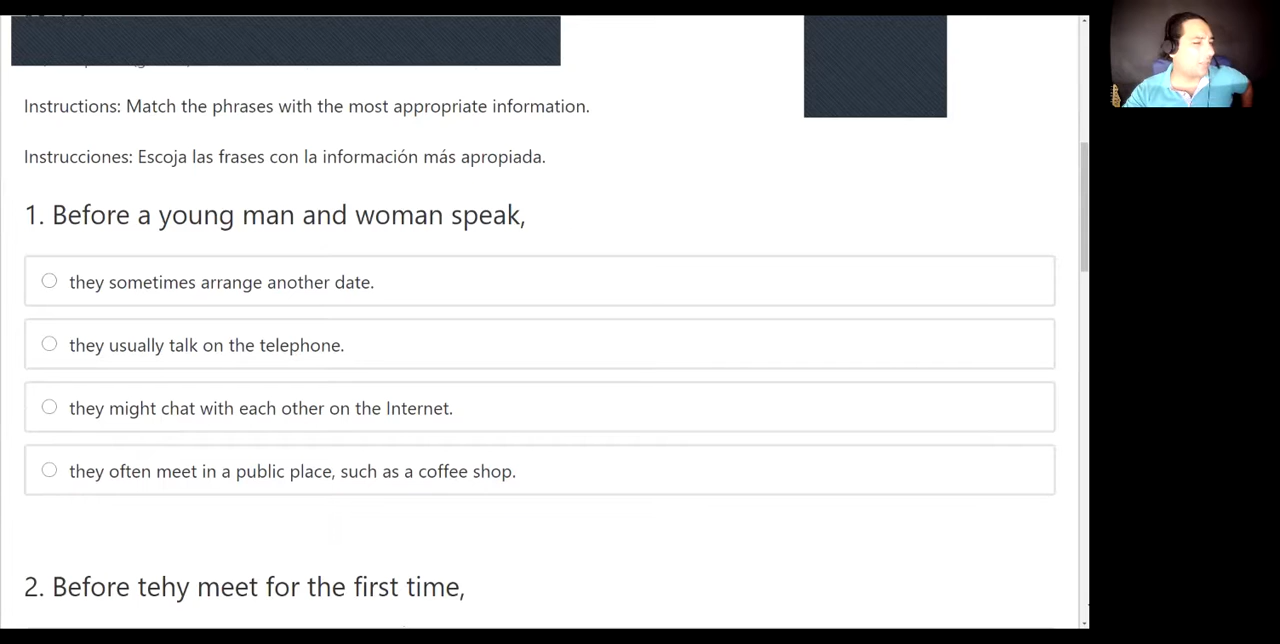 Instructions: Match the phrases with the most appropriate information.
Instrucciones: Escoja las frases con la información más apropiada.
1. Before a young man and woman speak,
they sometimes arrange another date.
they usually talk on the telephone.
they might chat with each other on the Internet.
they often meet in a public place, such as a coffee shop.
2. Before tehy meet for the first time,